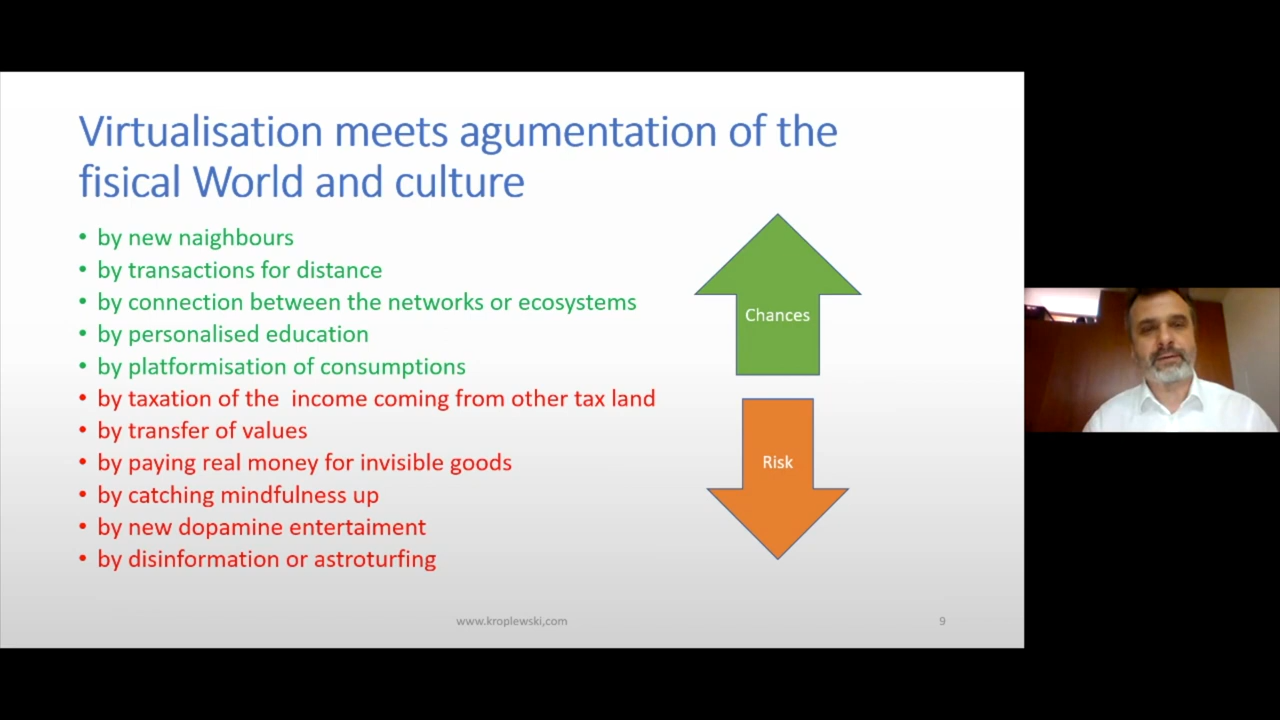 Virtualisation meets agumentation of the
fisical World and culture
• by new naighbours
• by transactions for distance
• by connection between the networks or ecosystems
• by personalised education
• by platformisation of consumptions
• by taxation of the  income coming from other tax land
• by transfer of values
• by paying real money for invisible goods
• by catching mindfulness up
• by new dopamine entertaiment
• by disinformation or astroturfing
Chances
Risk
www.kroplewski,com
9